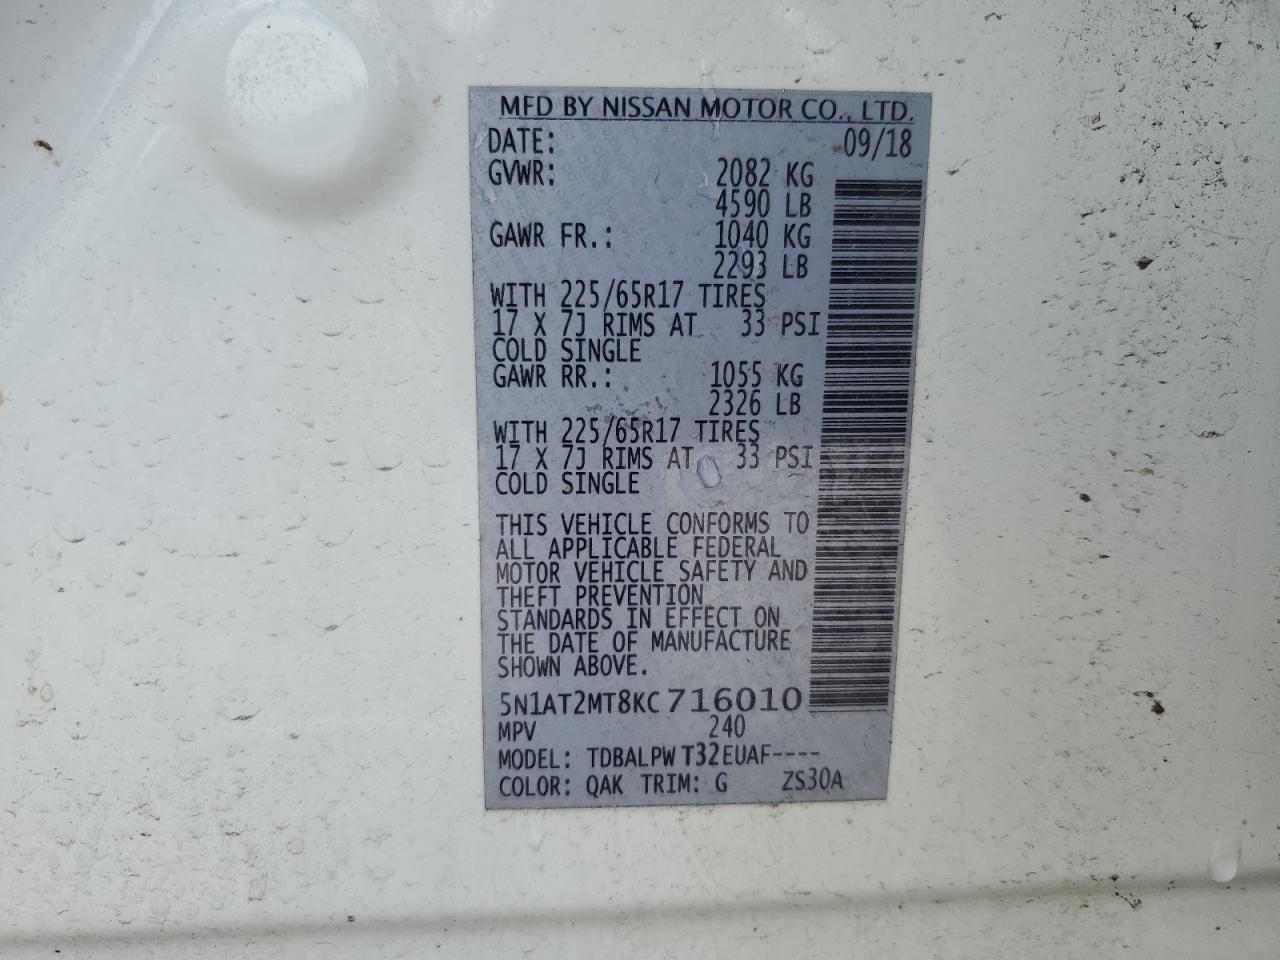 MFD BY NISSAN MOTOR CO., LTD.
DATE: 09/18
GVWR: 2082 KG
4590 LB
GAWR FR.: 1040 KG
2293 LB
WITH 225/65R17 TIRES
17 X 7J RIMS AT 33 PSI
COLD SINGLE
GAWR RR.: 1055 KG
2326 LB
WITH 225/65R17 TIRES
17 X 7J RIMS AT 33 PSI
COLD SINGLE
THIS VEHICLE CONFORMS TO
ALL APPLICABLE FEDERAL
MOTOR VEHICLE SAFETY AND
THEFT PREVENTION
STANDARDS IN EFFECT ON
THE DATE OF MANUFACTURE
SHOWN ABOVE.
5N1AT2MT8KC716010
MPV 240
MODEL: TDBALPW T32EUAF----
COLOR: QAK TRIM: G ZS30A